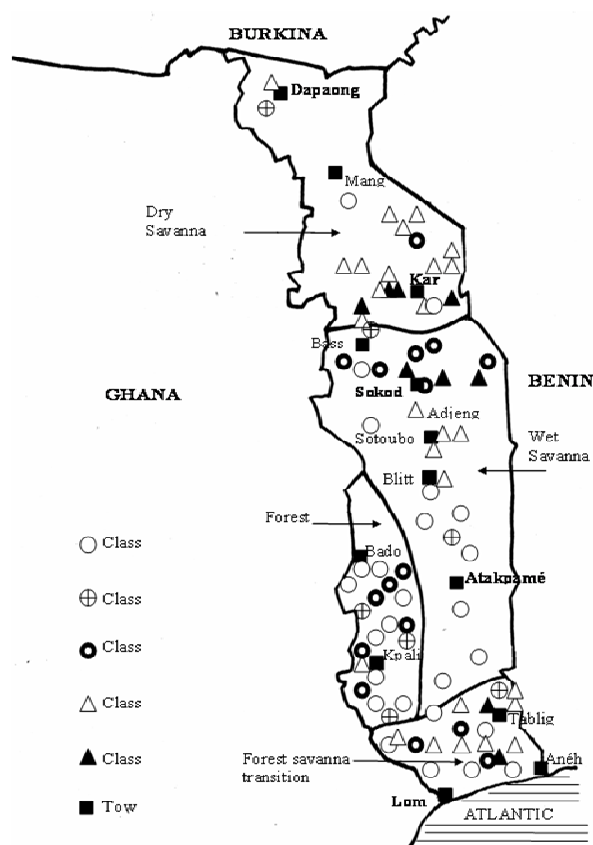 BURKINA
Dapaong
Mang
Dry
Savanna
Kar
Bass
GHANA
BENIN
Sokod
Adjeng
Sotoubo
Wet
Savanna
Blitt
Forest
Class
Bado
Class
Atakpamé
Class
Kpali
Class
Tablig
Class
Forest savanna
transition
Anéh
Tow
Lom
ATLANTIC